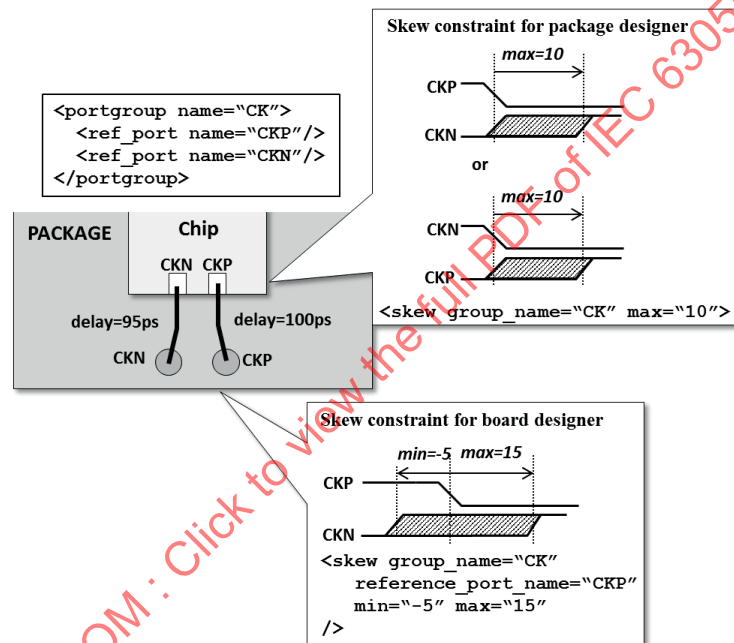 Skew constraint for package designer
max=10
CKP
CKN
or
max=10
CKN
CKP
<skew group_name=“CK” max=“10”>
<portgroup name=“CK”>
<ref_port name=“CKP”/>
<ref_port name=“CKN”/>
</portgroup>
PACKAGE
Chip
CKN CKP
delay=95ps
delay=100ps
CKN
CKP
Skew constraint for board designer
min=-5 max=15
CKP
CKN
<skew group_name=“CK”
reference_port_name=“CKP”
min=“-5” max=“15”
/>
OM : Click to view the full PDF of IEC 6305